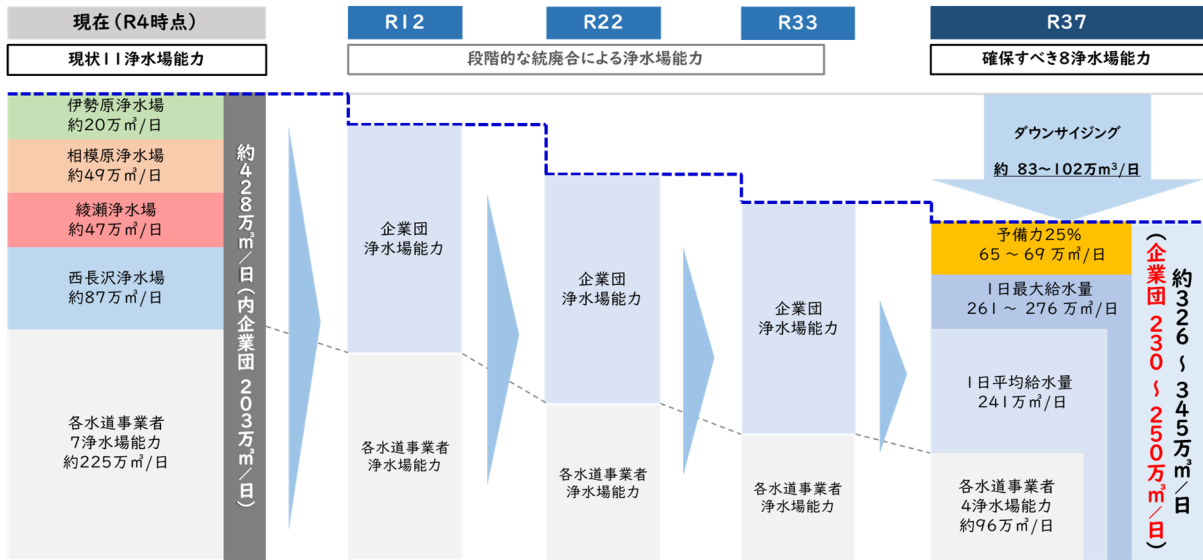 現在(R4時点)
現状11浄水場能力
伊勢原浄水場
約20万㎥/日
相模原浄水場
約49万㎥/日
綾瀬浄水場
約47万㎥/日
西長沢浄水場
約87万㎥/日
各水道事業者
7浄水場能力
約225万㎥/日
約428万㎥/日(内企業団 203万㎥/日)
R12
R22
R33
段階的な統廃合による浄水場能力
企業団
浄水場能力
各水道事業者
浄水場能力
企業団
浄水場能力
各水道事業者
浄水場能力
企業団
浄水場能力
各水道事業者
浄水場能力
R37
確保すべき8浄水場能力
ダウンサイジング
約 83~102万m³/日
予備力25%
65 ~ 69 万㎥/日
1日最大給水量
261~ 276 万㎥/日
1日平均給水量
241万㎥/日
各水道事業者
4浄水場能力
約96万㎥/日
約326 ~ 345万㎥/日
(企業団 230 ~ 250万㎥/日)